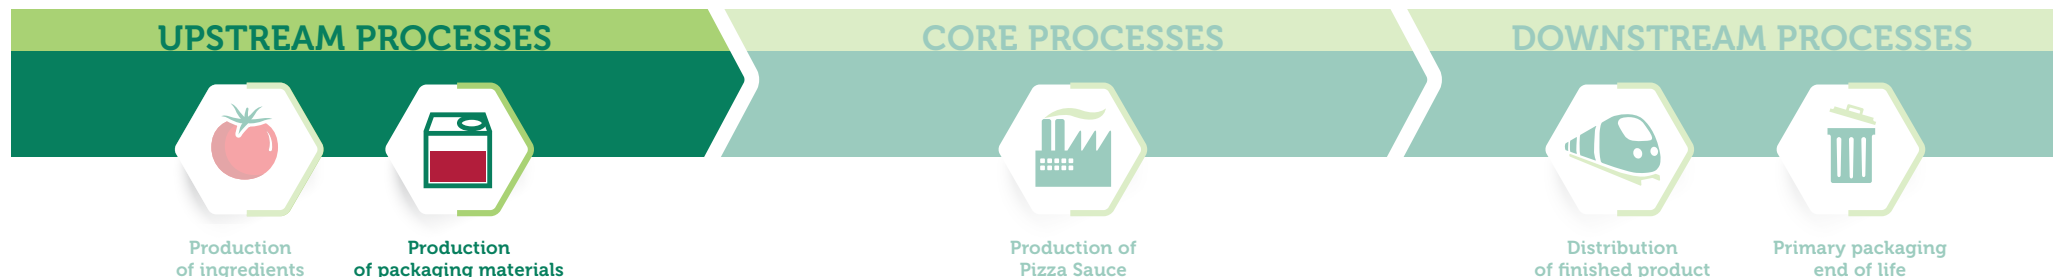 UPSTREAM PROCESSES
CORE PROCESSES
DOWNSTREAM PROCESSES
Production
of ingredients
Production
of packaging materials
Production of
Pizza Sauce
Distribution
of finished product
Primary packaging
end of life